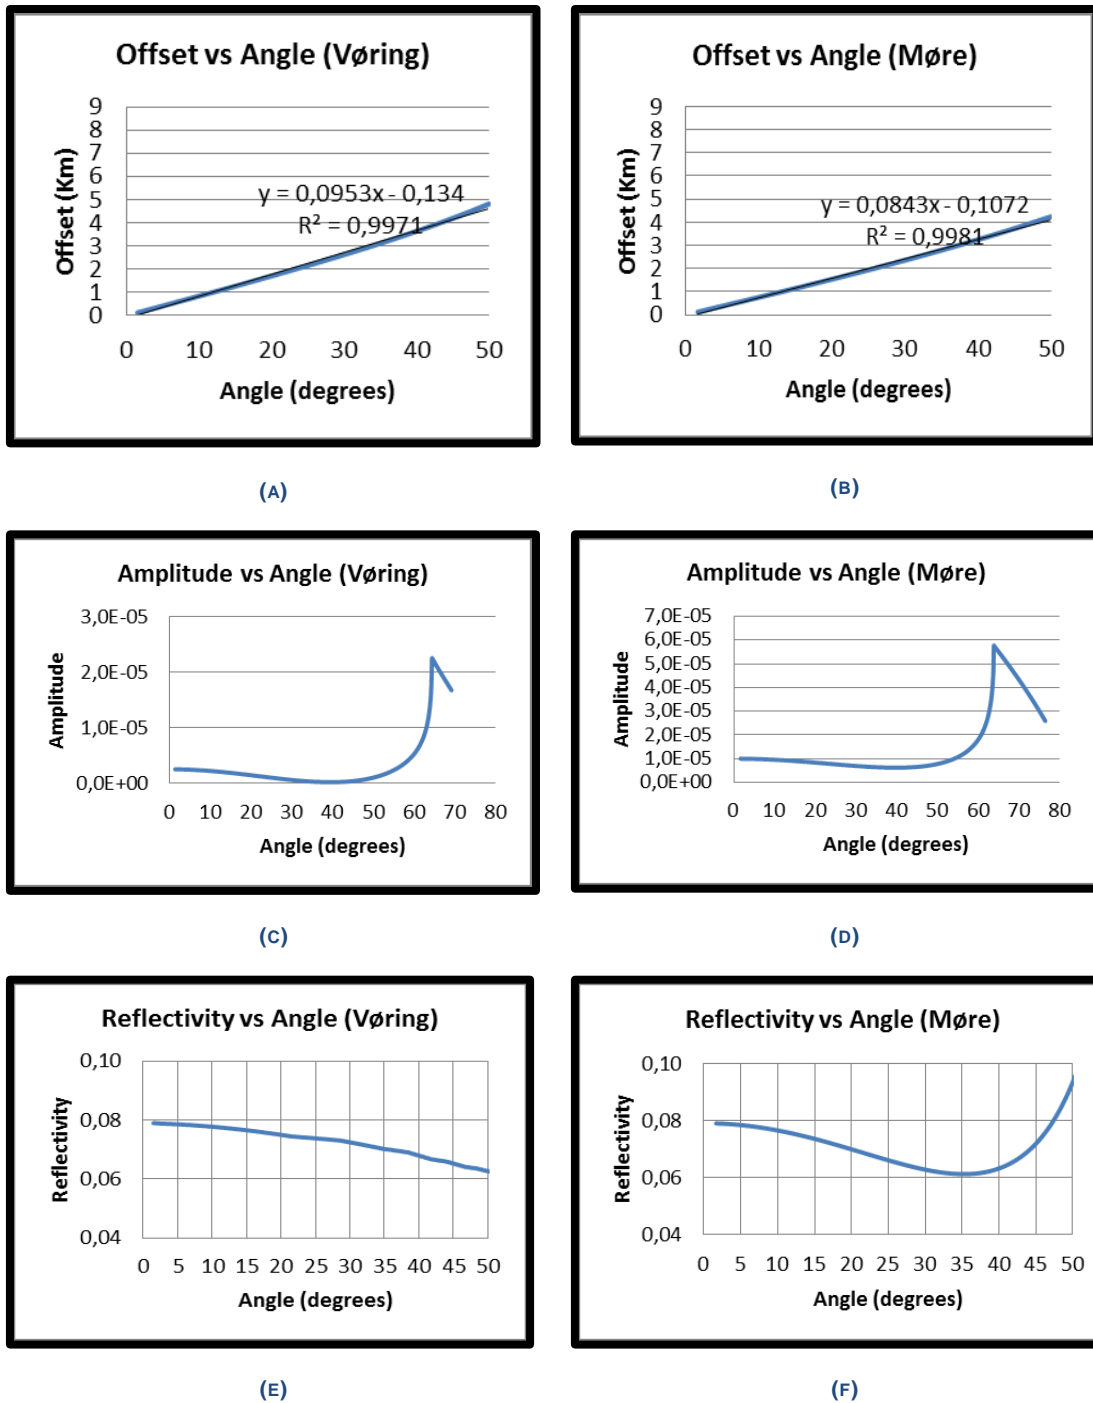 Offset vs Angle (Vøring)
9
8
7
6
5
4
3
2
1
0
Offset (Km)
y = 0,0953x - 0,134
R² = 0,9971
0 10 20 30 40 50
Angle (degrees)
(A)
Offset vs Angle (Møre)
9
8
7
6
5
4
3
2
1
0
Offset (Km)
y = 0,0843x - 0,1072
R² = 0,9981
0 10 20 30 40 50
Angle (degrees)
(B)
Amplitude vs Angle (Vøring)
3,0E-05
2,0E-05
1,0E-05
0,0E+00
Amplitude
0 10 20 30 40 50 60 70 80
Angle (degrees)
(C)
Amplitude vs Angle (Møre)
7,0E-05
6,0E-05
5,0E-05
4,0E-05
3,0E-05
2,0E-05
1,0E-05
0,0E+00
Amplitude
0 10 20 30 40 50 60 70 80
Angle (degrees)
(D)
Reflectivity vs Angle (Vøring)
0,10
0,08
0,06
0,04
Reflectivity
0 5 10 15 20 25 30 35 40 45 50
Angle (degrees)
(E)
Reflectivity vs Angle (Møre)
0,10
0,08
0,06
0,04
Reflectivity
0 5 10 15 20 25 30 35 40 45 50
Angle (degrees)
(F)